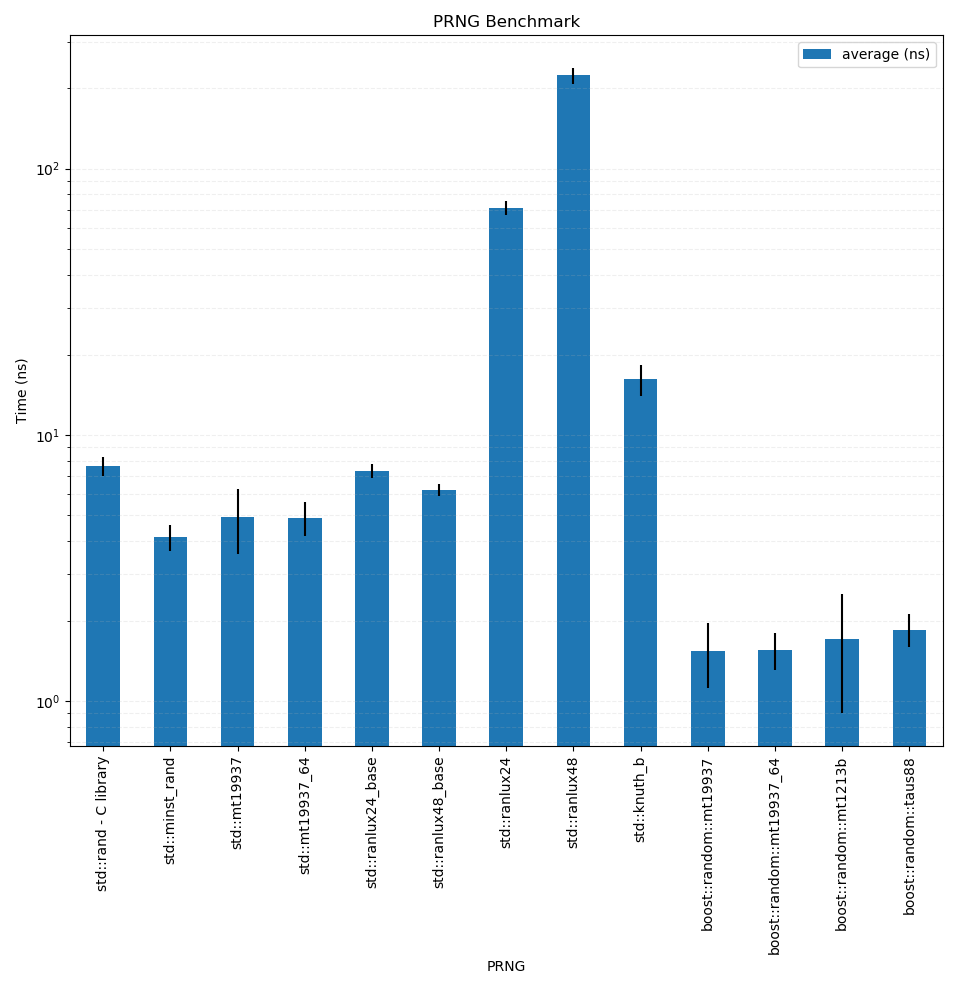 PRNG Benchmark
average (ns)
Time (ns)
10²
10¹
10⁰
std::rand - C library
std::minst_rand
std::mt19937
std::mt19937_64
std::ranlux24_base
std::ranlux48_base
std::ranlux24
std::ranlux48
std::knuth_b
boost::random::mt19937
boost::random::mt19937_64
boost::random::mt1213b
boost::random::taus88
PRNG